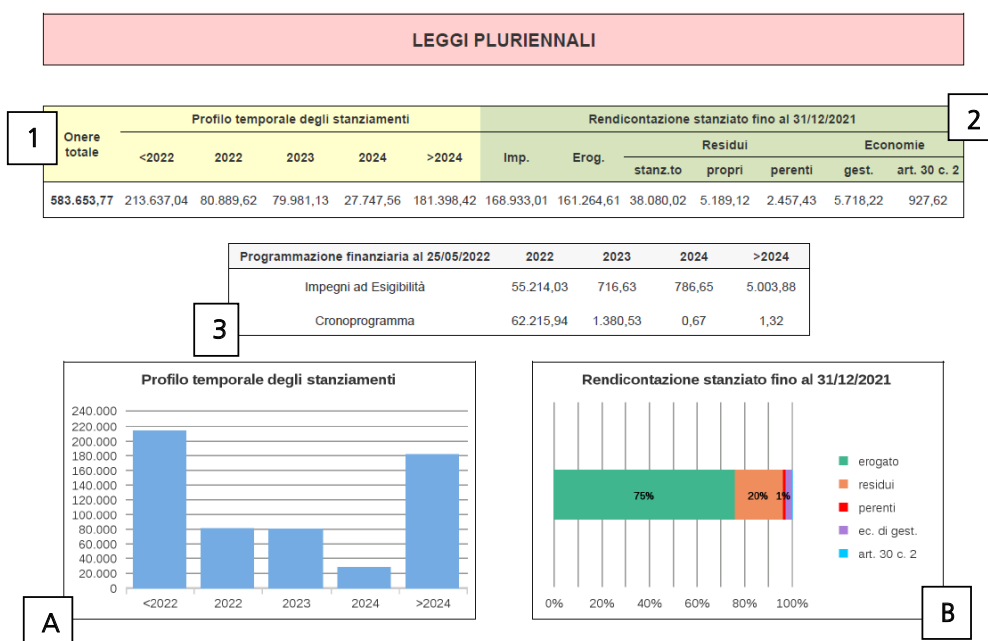 LEGGI PLURIENNALI
1
2
Onere totale
Profilo temporale degli stanziamenti
Rendicontazione stanziato fino al 31/12/2021
<2022 2022 2023 2024 >2024 Imp. Erog. Residui Economie
stanz.to propri perenti gest. art. 30 c. 2
583.653,77 213.637,04 80.889,62 79.981,13 27.747,56 181.398,42 168.933,01 161.264,61 38.080,02 5.189,12 2.457,43 5.718,22 927,62
Programmazione finanziaria al 25/05/2022 2022 2023 2024 >2024
Impegni ad Esigibilità 55.214,03 716,63 786,65 5.003,88
Cronoprogramma 62.215,94 1.380,53 0,67 1,32
3
Profilo temporale degli stanziamenti
240.000
220.000
200.000
180.000
160.000
140.000
120.000
100.000
80.000
60.000
40.000
20.000
0
<2022 2022 2023 2024 >2024
A
Rendicontazione stanziato fino al 31/12/2021
75% 20% 1%
erogato
residui
perenti
ec. di gest.
art. 30 c. 2
0% 20% 40% 60% 80% 100%
B